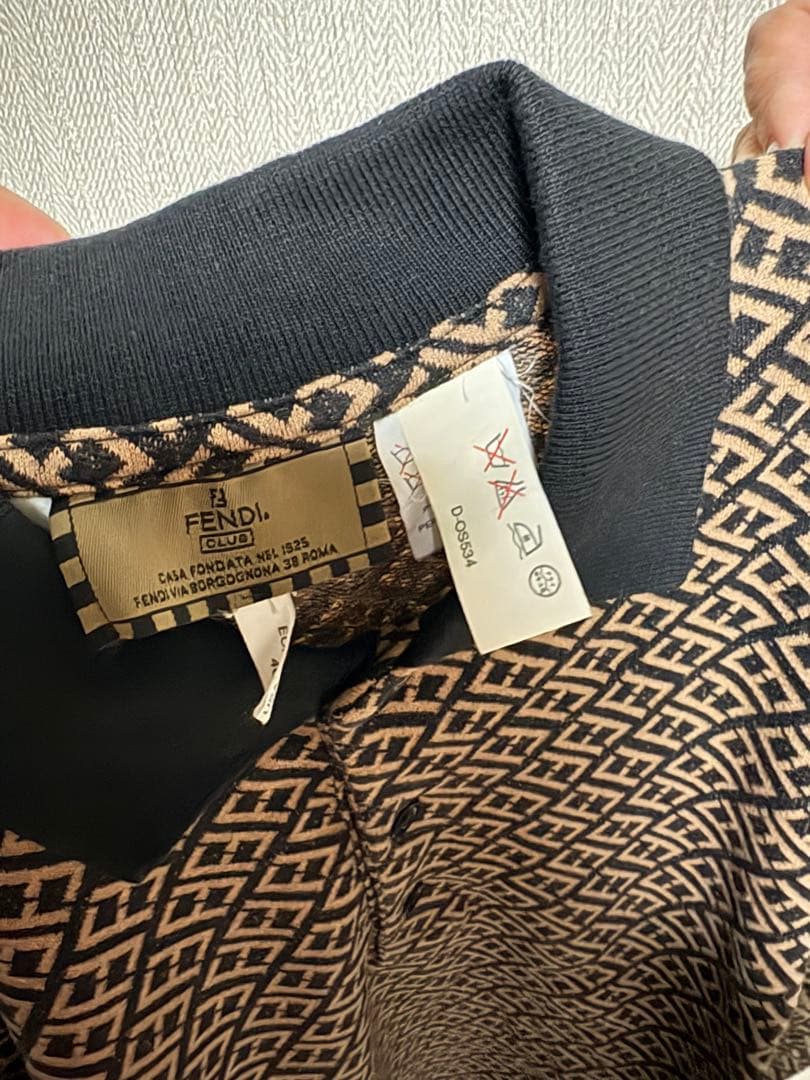 FENDI.
CLUB
CASA FONDATA NEL 1925
FENDI VIA BORGOGNONA 38 ROMA
D-OS534